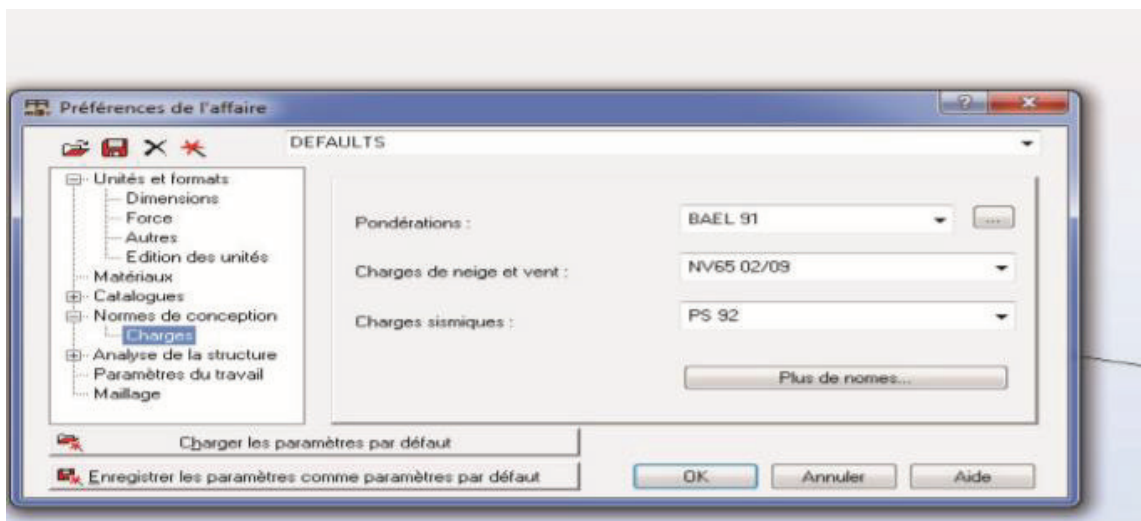 Préférences de l'affaire
DEFAULTS
Unités et formats
Dimensions
Force
Autres
Edition des unités
Matériaux
Catalogues
Normes de conception
Charges
Analyse de la structure
Paramètres du travail
Maillage
Pondérations :
BAEL 91
...
Charges de neige et vent :
NV65 02/09
Charges sismiques :
PS 92
Plus de nomes...
Charger les paramètres par défaut
Enregistrer les paramètres comme paramètres par défaut
OK
Annuler
Aide